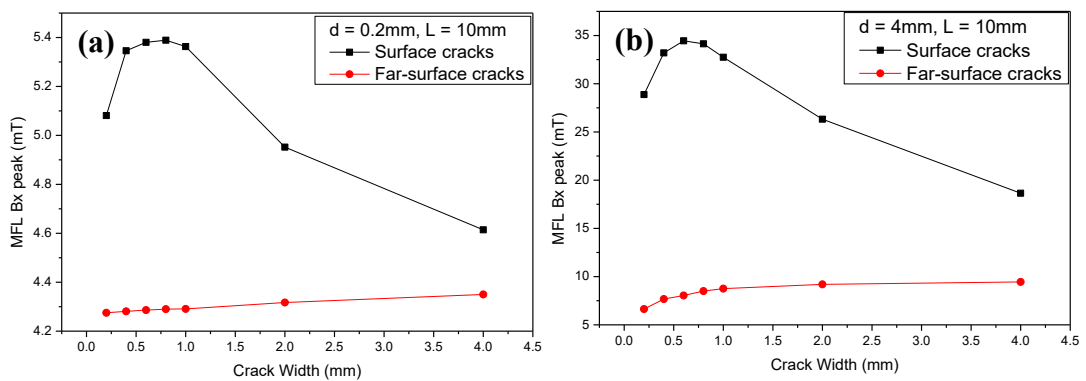 (a)
d = 0.2mm, L = 10mm
Surface cracks
Far-surface cracks
MFL Bx peak (mT)
5.4
5.2
5.0
4.8
4.6
4.4
4.2
0.0 0.5 1.0 1.5 2.0 2.5 3.0 3.5 4.0 4.5
Crack Width (mm)
(b)
d = 4mm, L = 10mm
Surface cracks
Far-surface cracks
MFL Bx peak (mT)
40
35
30
25
20
15
10
5
0.0 0.5 1.0 1.5 2.0 2.5 3.0 3.5 4.0 4.5
Crack Width (mm)